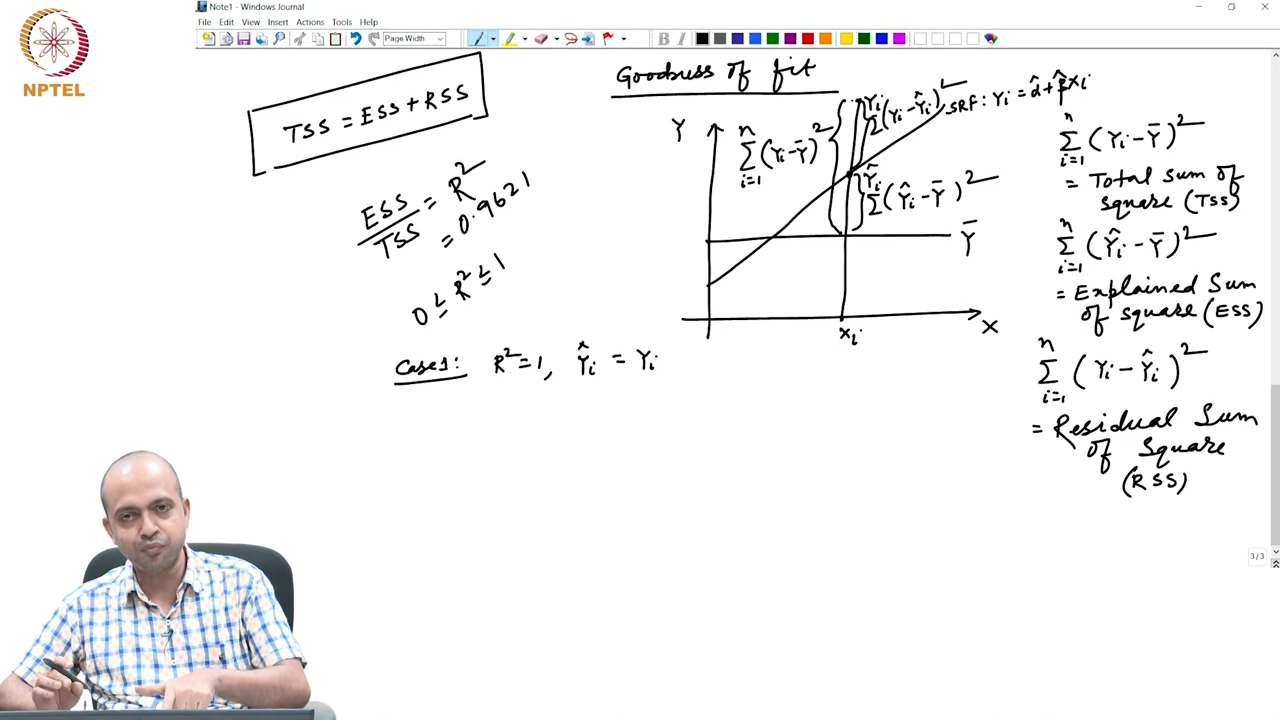 Note1 - Windows Journal
File Edit View Insert Actions Tools Help
Page Width
B I
NPTEL
Goodness of fit
TSS = ESS + RSS
ESS/TSS = R²
= 0.9621
0 ≤ R² ≤ 1
Case1: R²=1, Ŷi = Yi
Y
n
∑ (Yi-Ȳ)²
i=1
Yi
∑(Yi-Ŷi)²
SRF: Yi = α̂+β̂Xi
Ŷi
∑(Ŷi-Ȳ)²
Ȳ
X
Xi
n
∑ (Yi-Ȳ)²
i=1
= Total sum of
square (TSS)
n
∑ (Ŷi-Ȳ)²
i=1
= Explained Sum
of square (ESS)
n
∑ (Yi-Ŷi)²
i=1
= Residual Sum
of Square
(RSS)
3/3